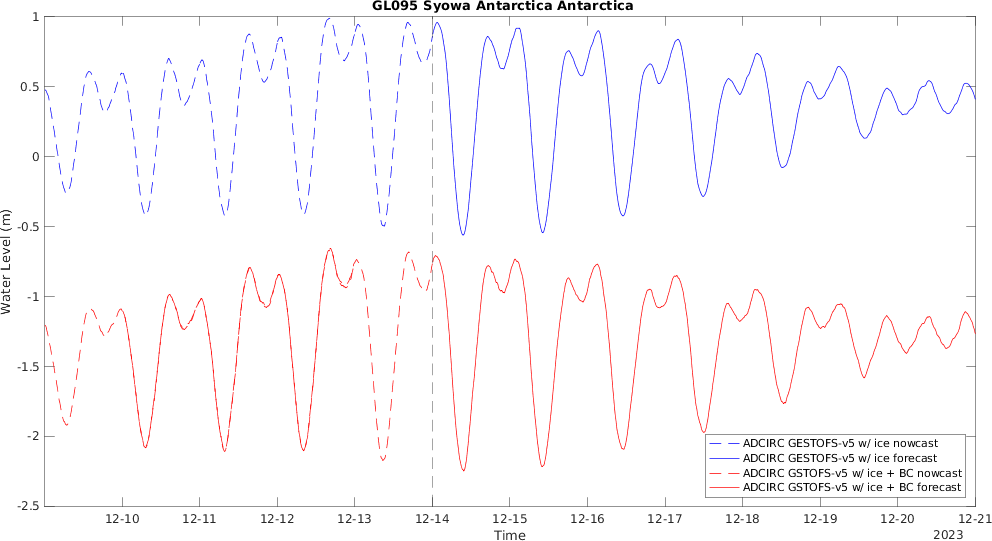 GL095 Syowa Antarctica Antarctica
1
0.5
0
-0.5
-1
-1.5
-2
-2.5
Water Level (m)
ADCIRC GESTOFS-v5 w/ ice nowcast
ADCIRC GESTOFS-v5 w/ ice forecast
ADCIRC GSTOFS-v5 w/ ice + BC nowcast
ADCIRC GSTOFS-v5 w/ ice + BC forecast
12-10 12-11 12-12 12-13 12-14 12-15 12-16 12-17 12-18 12-19 12-20 12-21
Time
2023